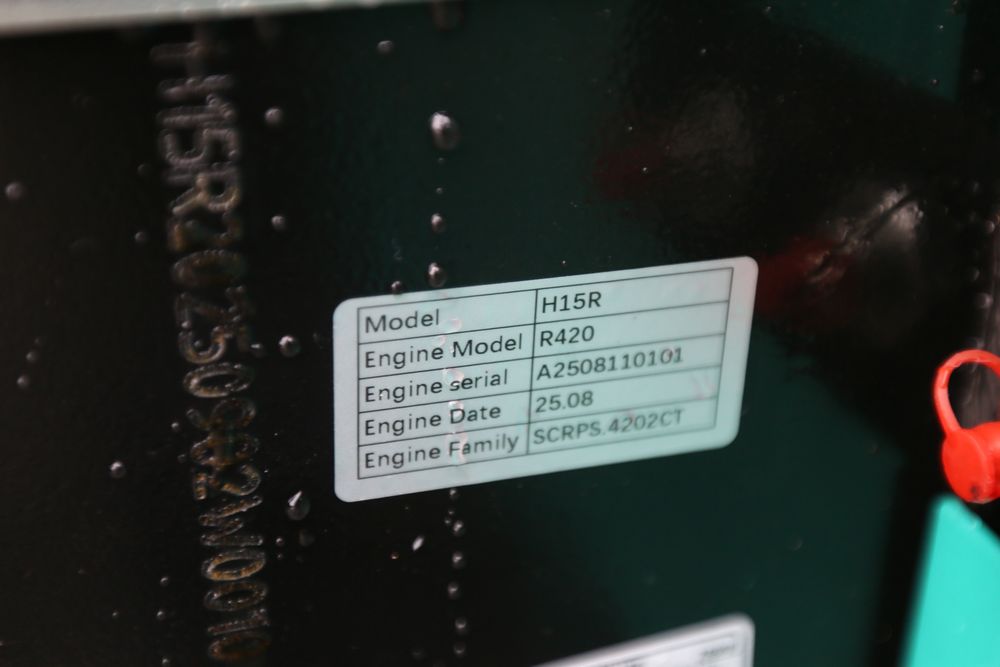 Model H15R
Engine Model R420
Engine serial A2508110101
Engine Date 25.08
Engine Family SCRPS.4202CT